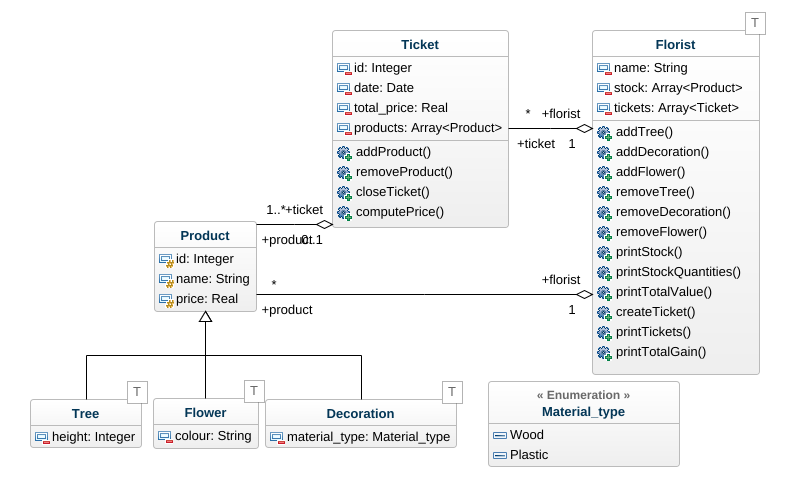 T
Ticket
id: Integer
date: Date
total_price: Real
products: Array<Product>
addProduct()
removeProduct()
closeTicket()
computePrice()
Florist
name: String
stock: Array<Product>
tickets: Array<Ticket>
addTree()
addDecoration()
addFlower()
removeTree()
removeDecoration()
removeFlower()
printStock()
printStockQuantities()
printTotalValue()
createTicket()
printTickets()
printTotalGain()
* +florist
+ticket 1
1..*+ticket
+product0..1
Product
id: Integer
name: String
price: Real
* +florist
+product 1
T
Tree
height: Integer
T
Flower
colour: String
T
Decoration
material_type: Material_type
« Enumeration »
Material_type
Wood
Plastic